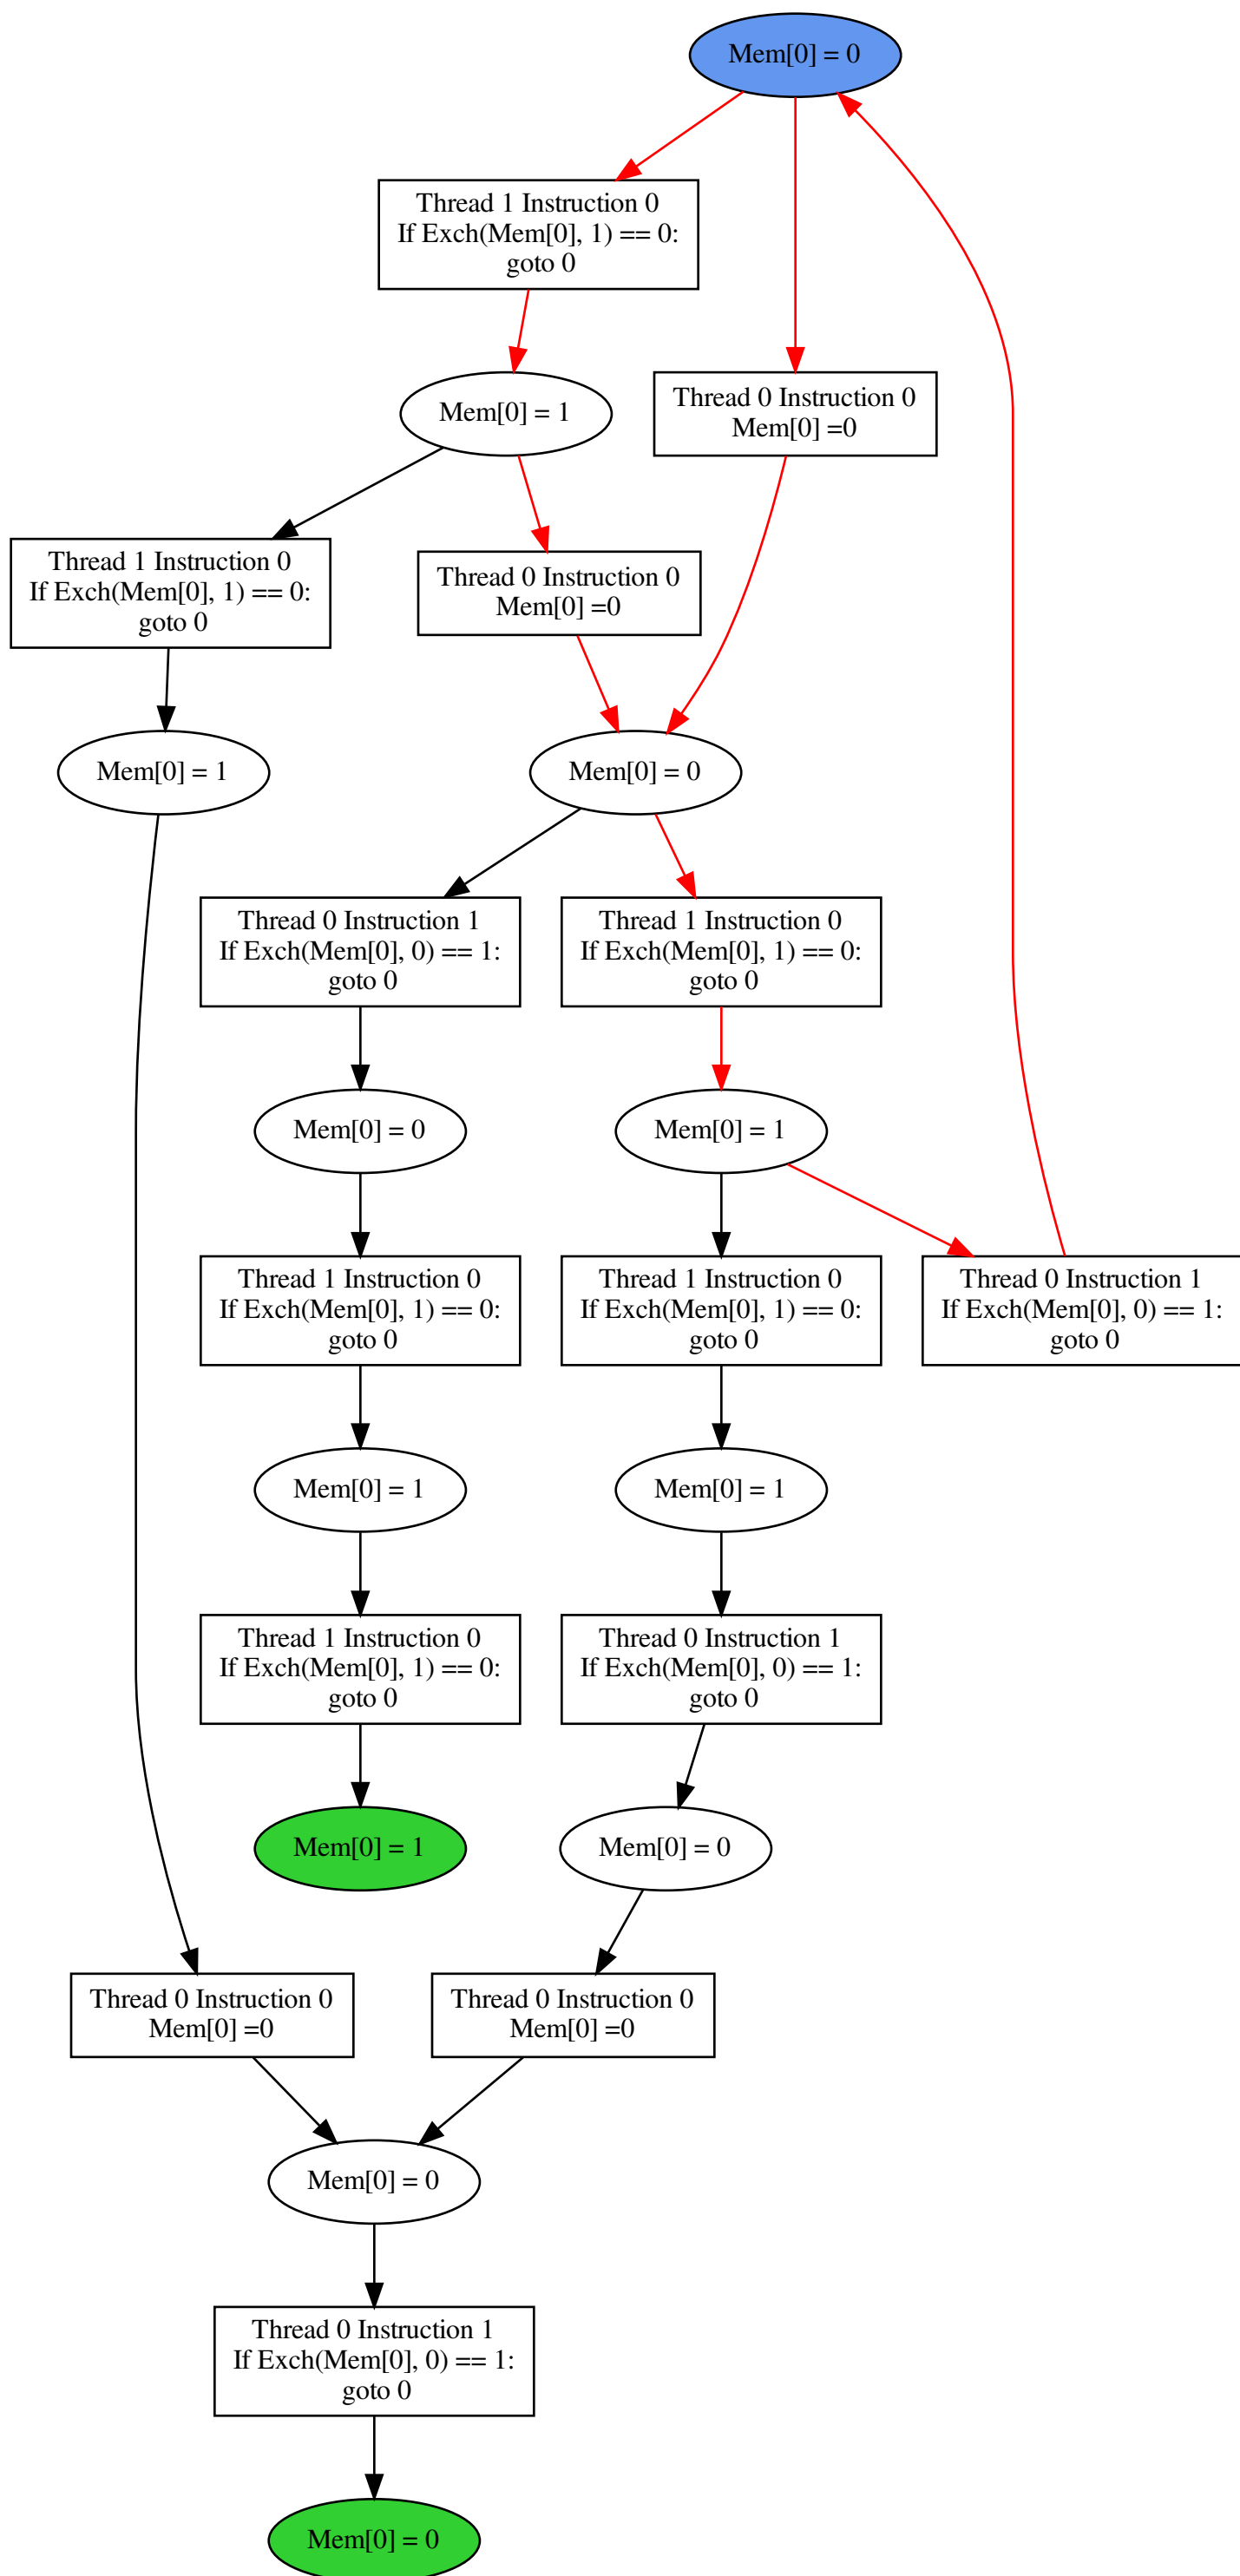 Mem[0] = 0
Thread 1 Instruction 0
If Exch(Mem[0], 1) == 0:
goto 0
Mem[0] = 1
Thread 0 Instruction 0
Mem[0] =0
Thread 1 Instruction 0
If Exch(Mem[0], 1) == 0:
goto 0
Thread 0 Instruction 0
Mem[0] =0
Mem[0] = 1
Mem[0] = 0
Thread 0 Instruction 1
If Exch(Mem[0], 0) == 1:
goto 0
Thread 1 Instruction 0
If Exch(Mem[0], 1) == 0:
goto 0
Mem[0] = 0
Mem[0] = 1
Thread 1 Instruction 0
If Exch(Mem[0], 1) == 0:
goto 0
Thread 1 Instruction 0
If Exch(Mem[0], 1) == 0:
goto 0
Thread 0 Instruction 1
If Exch(Mem[0], 0) == 1:
goto 0
Mem[0] = 1
Mem[0] = 1
Thread 1 Instruction 0
If Exch(Mem[0], 1) == 0:
goto 0
Thread 0 Instruction 1
If Exch(Mem[0], 0) == 1:
goto 0
Mem[0] = 1
Mem[0] = 0
Thread 0 Instruction 0
Mem[0] =0
Thread 0 Instruction 0
Mem[0] =0
Mem[0] = 0
Thread 0 Instruction 1
If Exch(Mem[0], 0) == 1:
goto 0
Mem[0] = 0